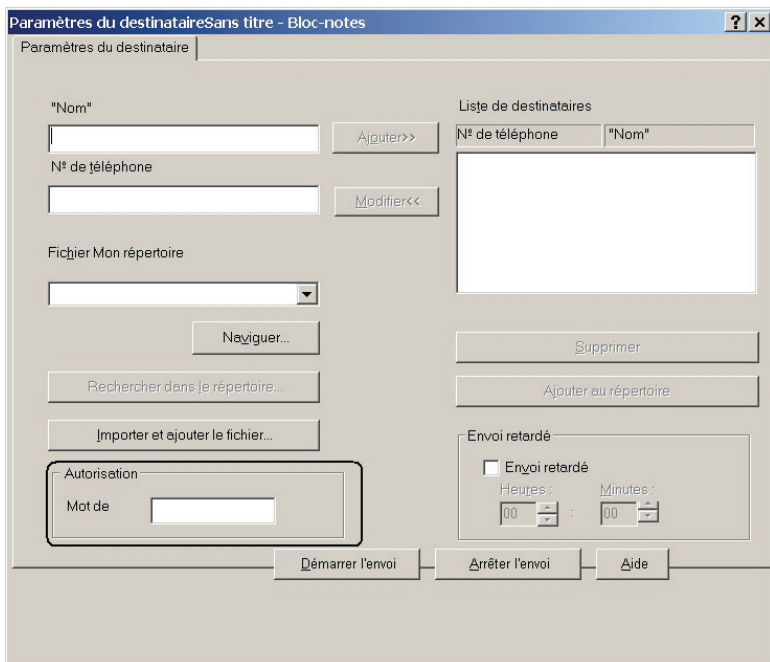 Paramètres du destinataireSans titre - Bloc-notes
Paramètres du destinataire
"Nom"
Ajouter>>
Nº de téléphone
Modifier<<
Fichier Mon répertoire
Naviguer...
Rechercher dans le répertoire...
Importer et ajouter le fichier...
Autorisation
Mot de
Liste de destinataires
Nº de téléphone "Nom"
Supprimer
Ajouter au répertoire
Envoi retardé
Envoi retardé
Heures : Minutes :
00 : 00
Démarrer l'envoi Arrêter l'envoi Aide